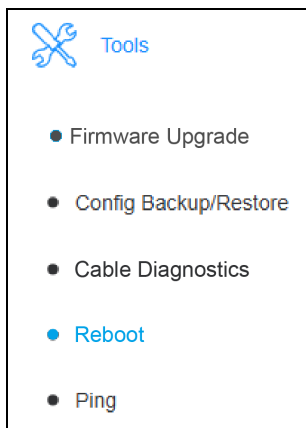 Tools
Firmware Upgrade
Config Backup/Restore
Cable Diagnostics
Reboot
Ping